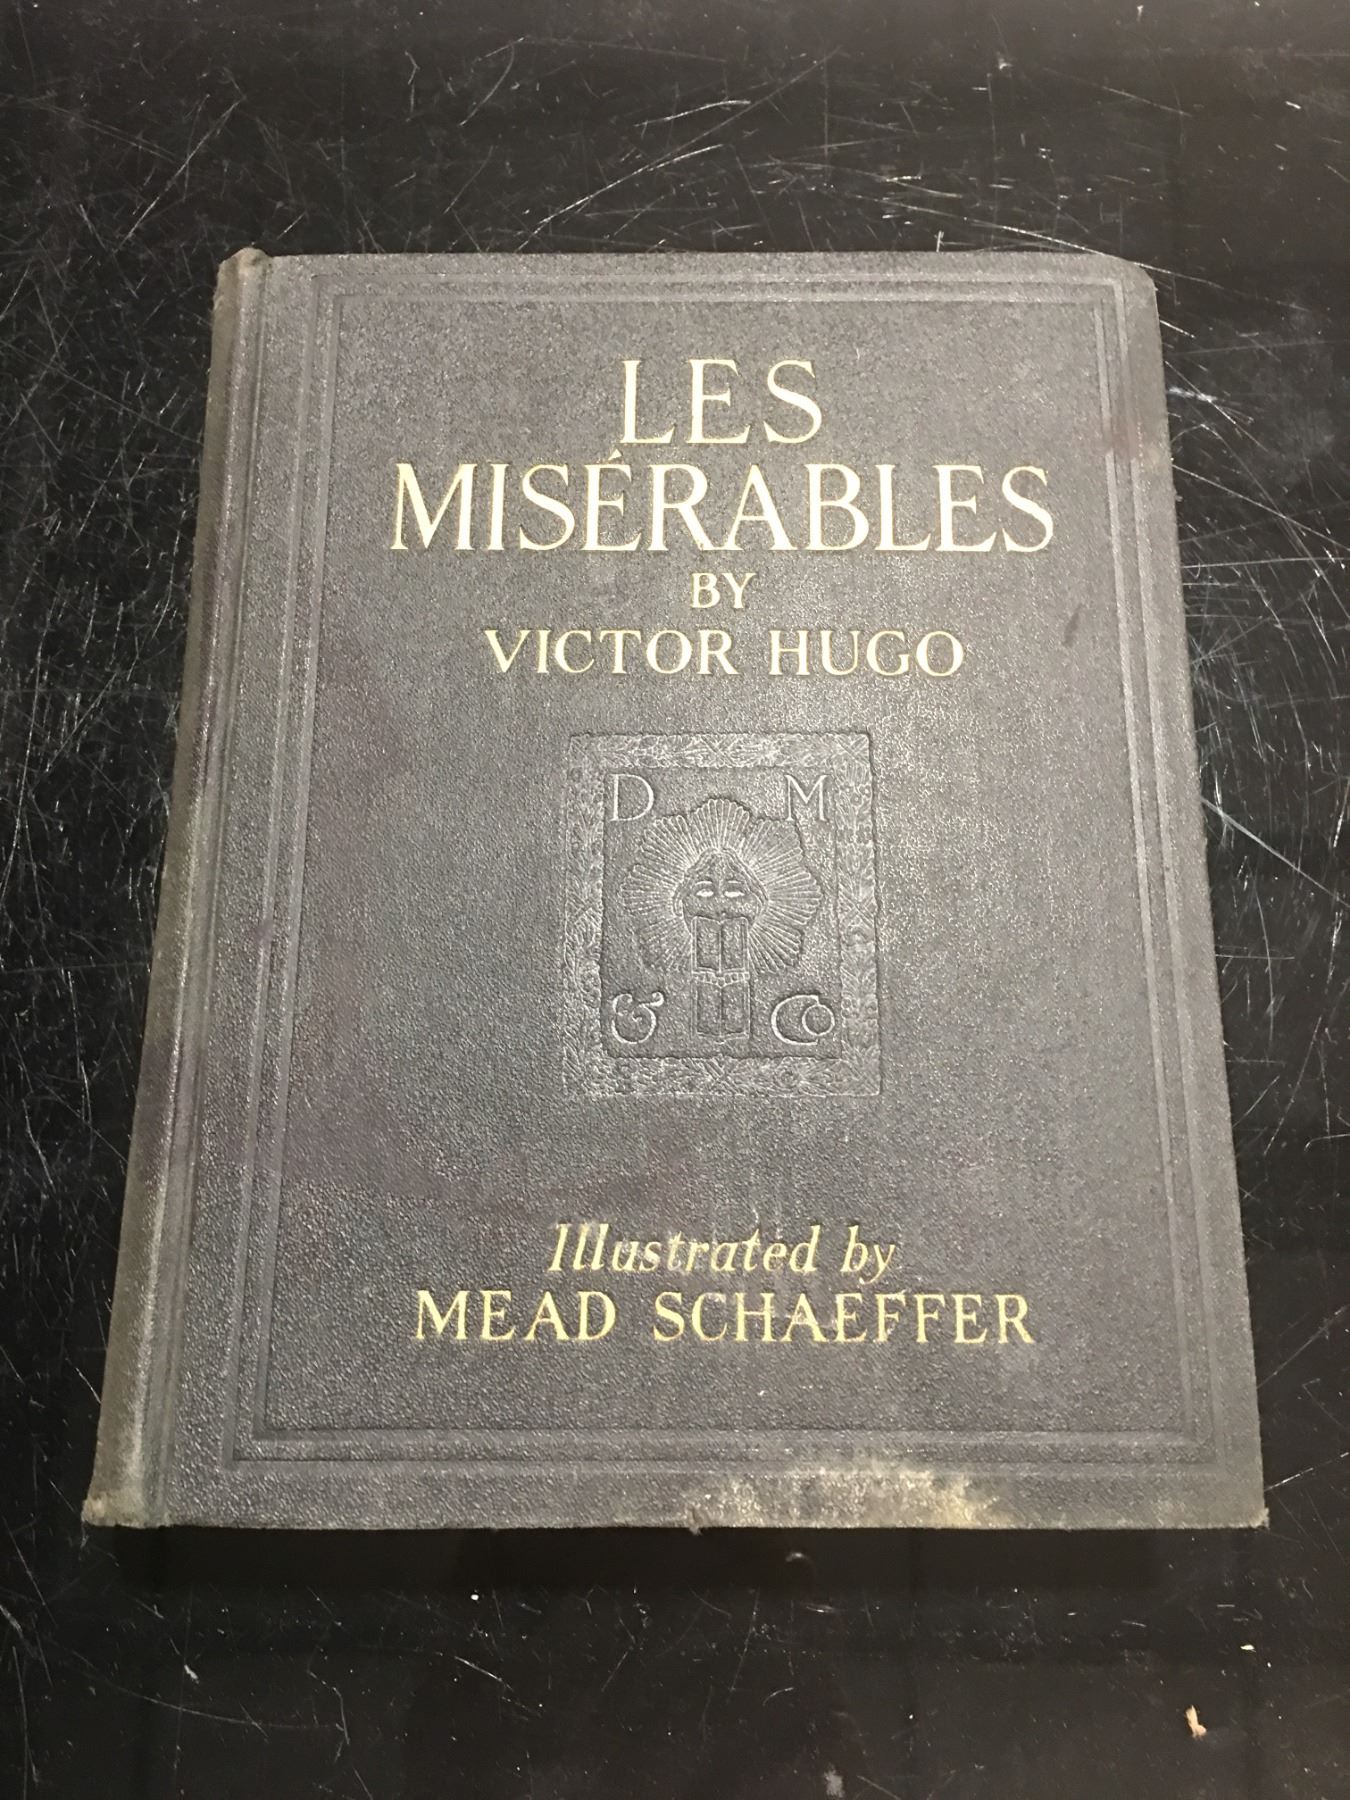 LES
MISÉRABLES
BY
VICTOR HUGO
D M
& Co
Illustrated by
MEAD SCHAEFFER